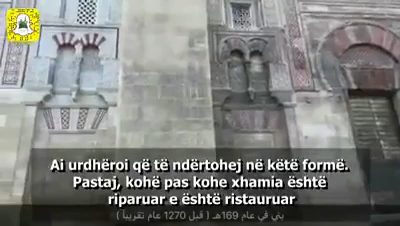 Ai urdhëroi që të ndërtohej në këtë formë.
Pastaj, kohë pas kohe xhamia është
riparuar e është ristauruar
بني في عام 169هـ ( قبل 1270 عام تقريباً )